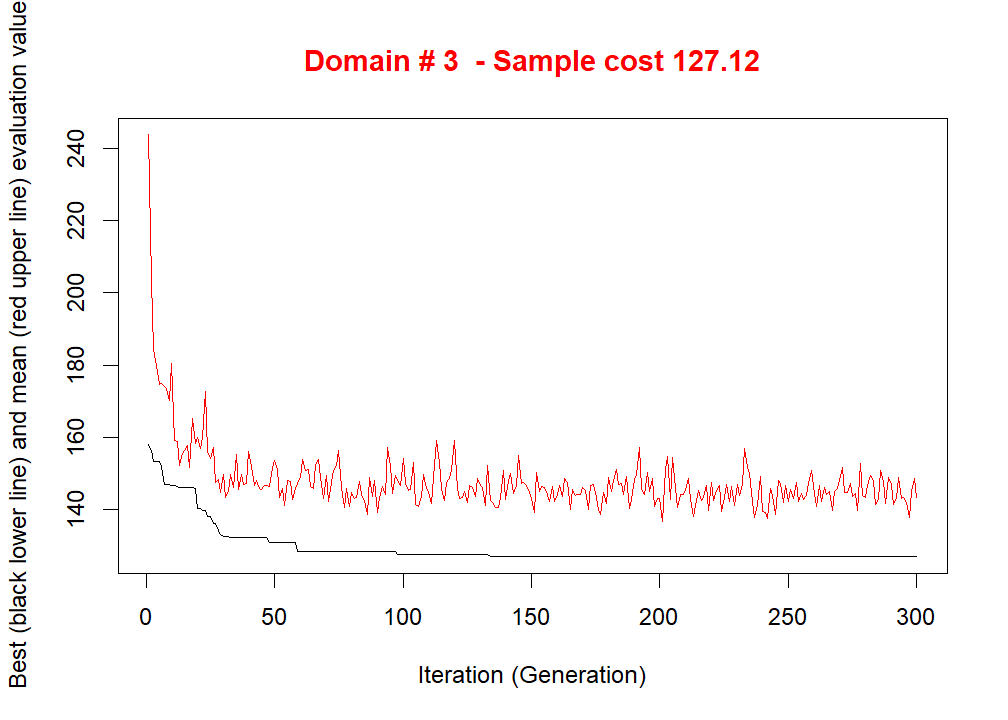 Domain # 3  - Sample cost 127.12
Best (black lower line) and mean (red upper line) evaluation value
240
220
200
180
160
140
0 50 100 150 200 250 300
Iteration (Generation)